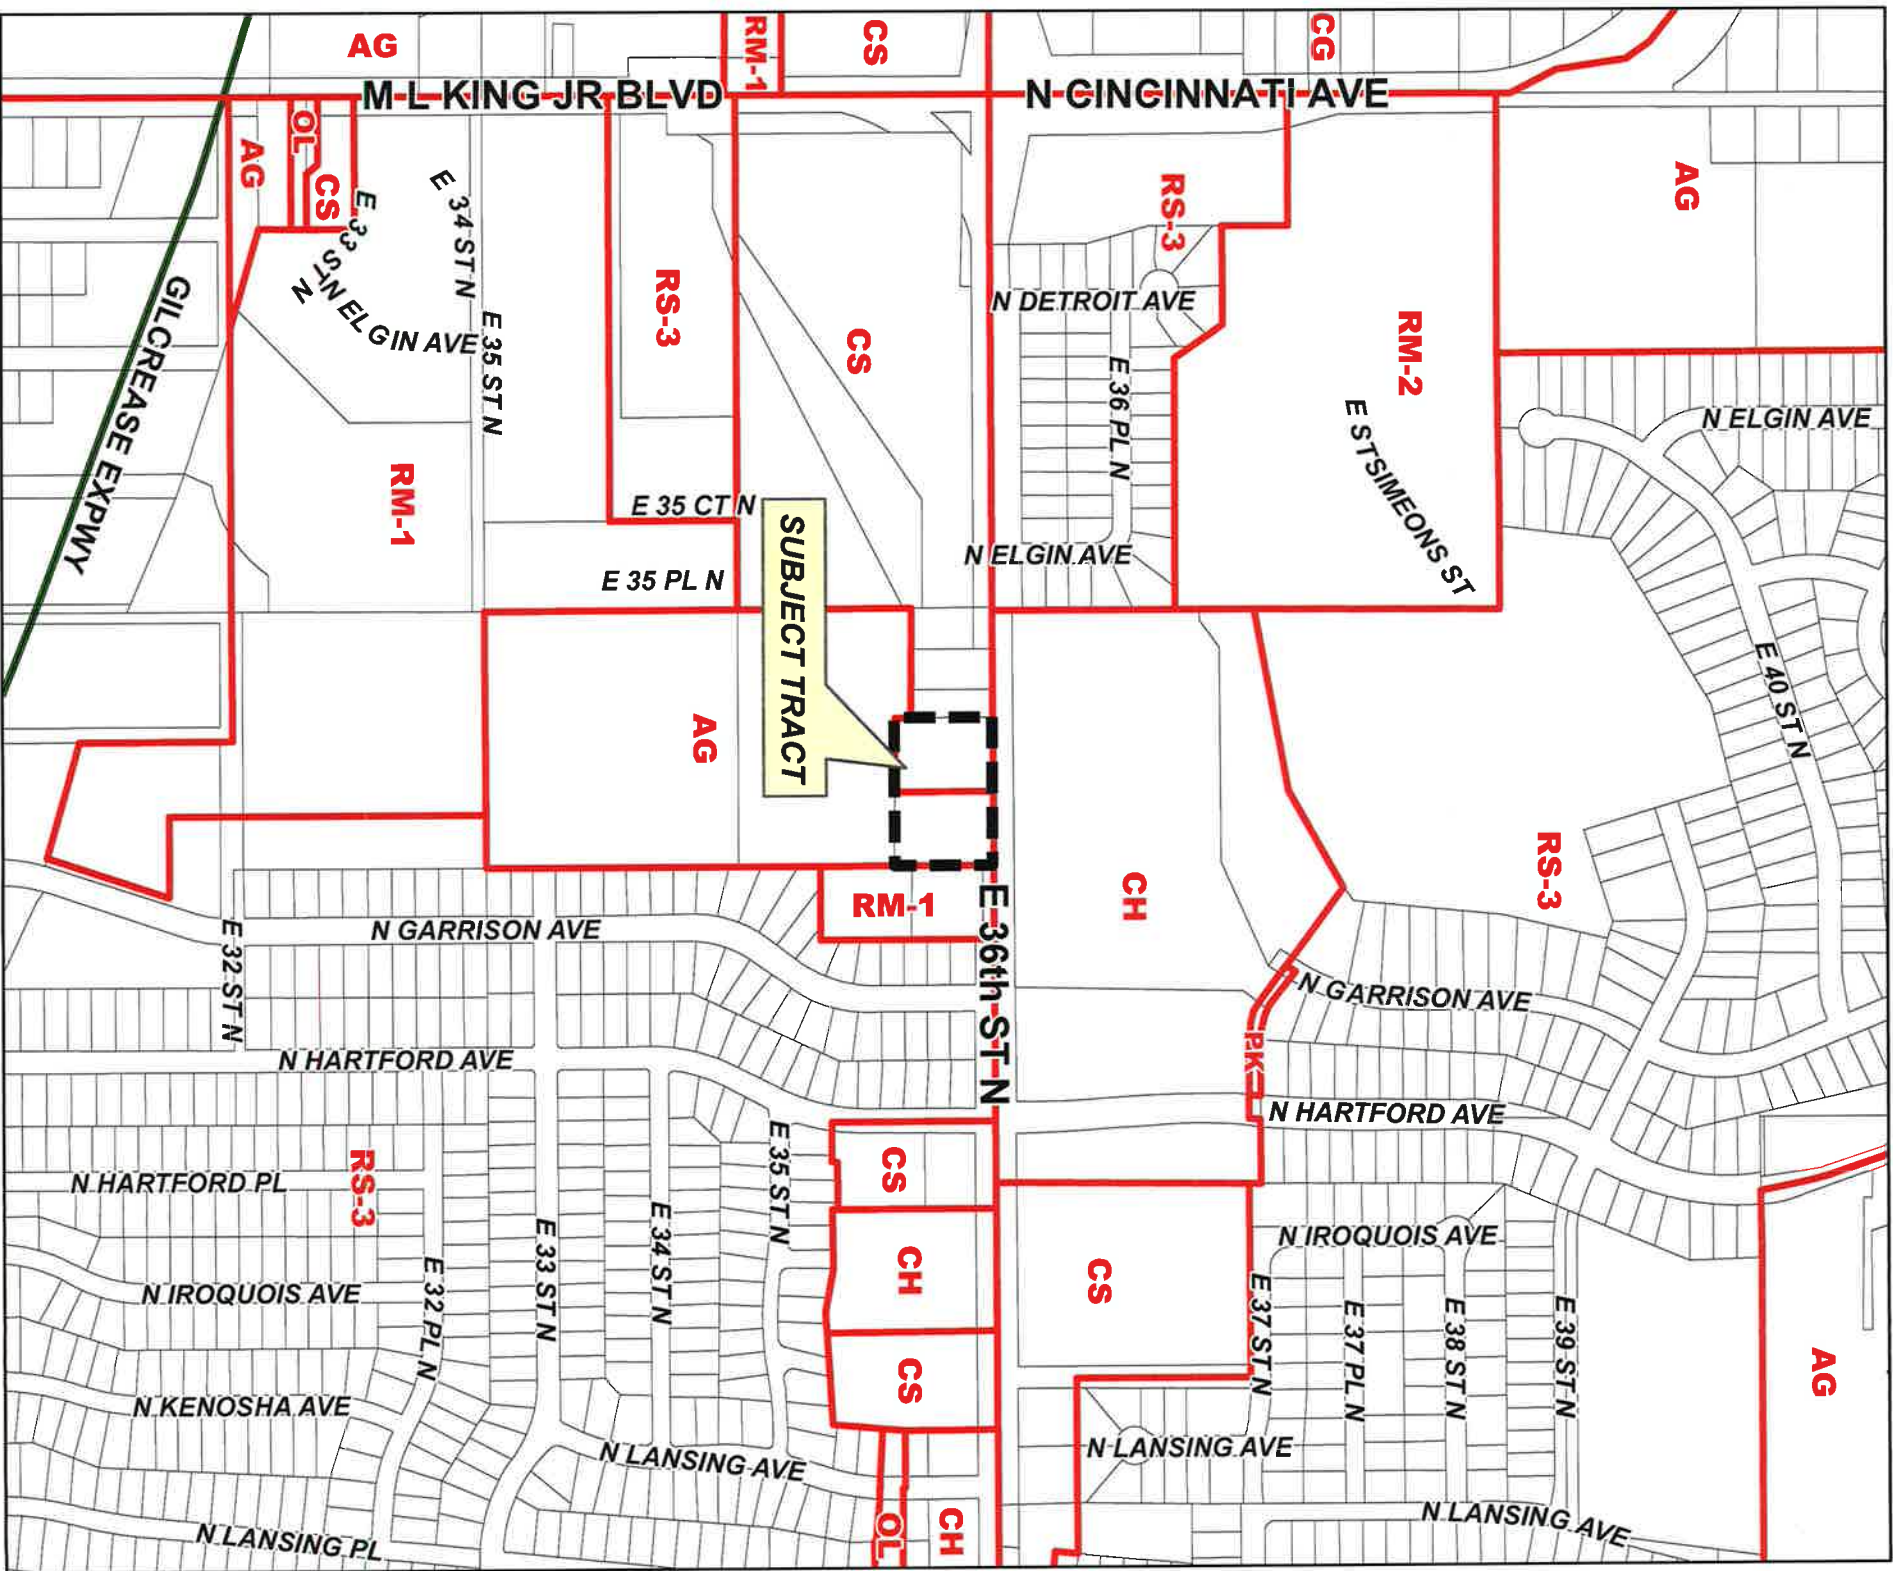 AG
RM-1
CS
CG
M L KING JR BLVD
N CINCINNATI AVE
AG
OL
CS
E 33 ST N
E 34 ST N
N ELGIN AVE
E 35 ST N
RS-3
CS
RS-3
N DETROIT AVE
E 36 PL N
RM-2
AG
E STSIMEONS ST
N ELGIN AVE
GILCREASE EXPWY
RM-1
E 35 CT N
N ELGIN AVE
E 35 PL N
SUBJECT TRACT
AG
E 40 ST N
RS-3
CH
RM-1
E 36th ST N
N GARRISON AVE
E 32 ST N
N GARRISON AVE
PK
N HARTFORD AVE
N HARTFORD AVE
E 35 ST N
CS
N HARTFORD PL
RS-3
E 33 ST N
E 34 ST N
CH
CS
N IROQUOIS AVE
N IROQUOIS AVE
E 32 PL N
E 37 ST N
E 37 PL N
E 38 ST N
E 39 ST N
AG
CS
N KENOSHA AVE
N LANSING AVE
N LANSING AVE
N LANSING PL
OL
CH
N LANSING AVE